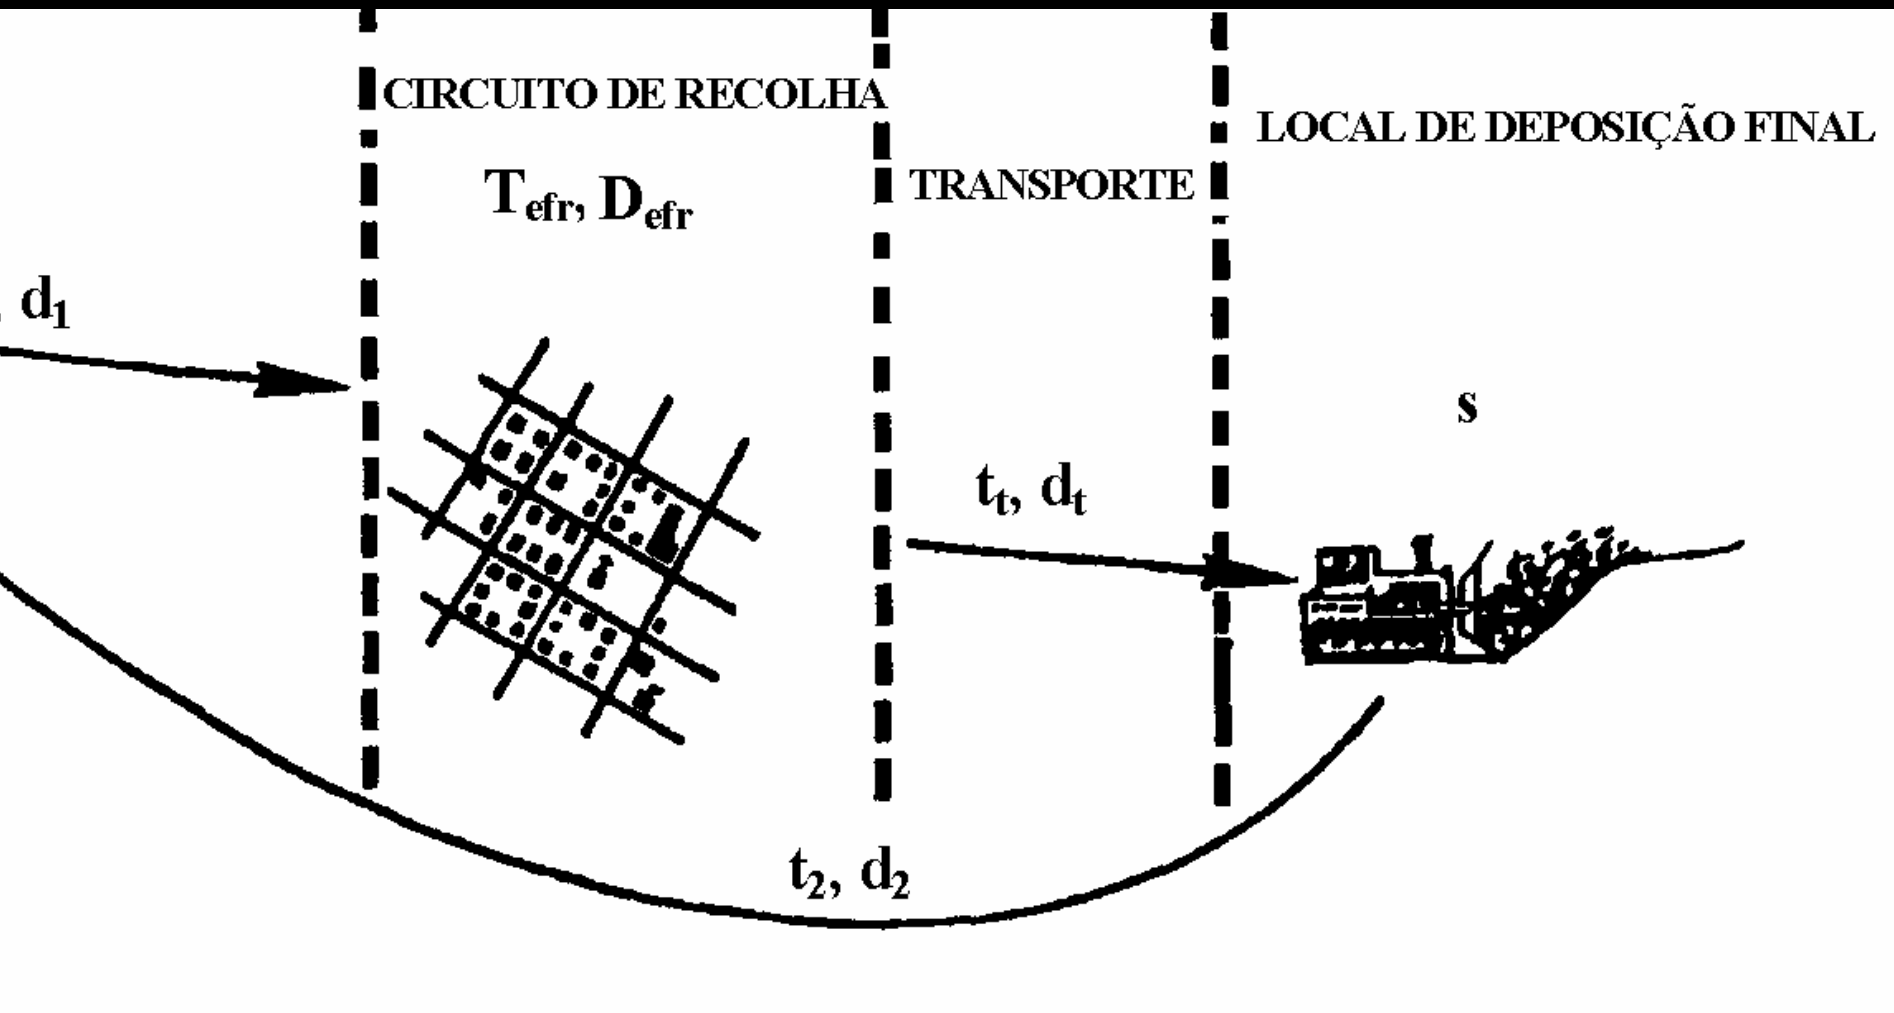 CIRCUITO DE RECOLHA
LOCAL DE DEPOSIÇÃO FINAL
TRANSPORTE
Tefr, Defr
, d1
s
tt, dt
t2, d2